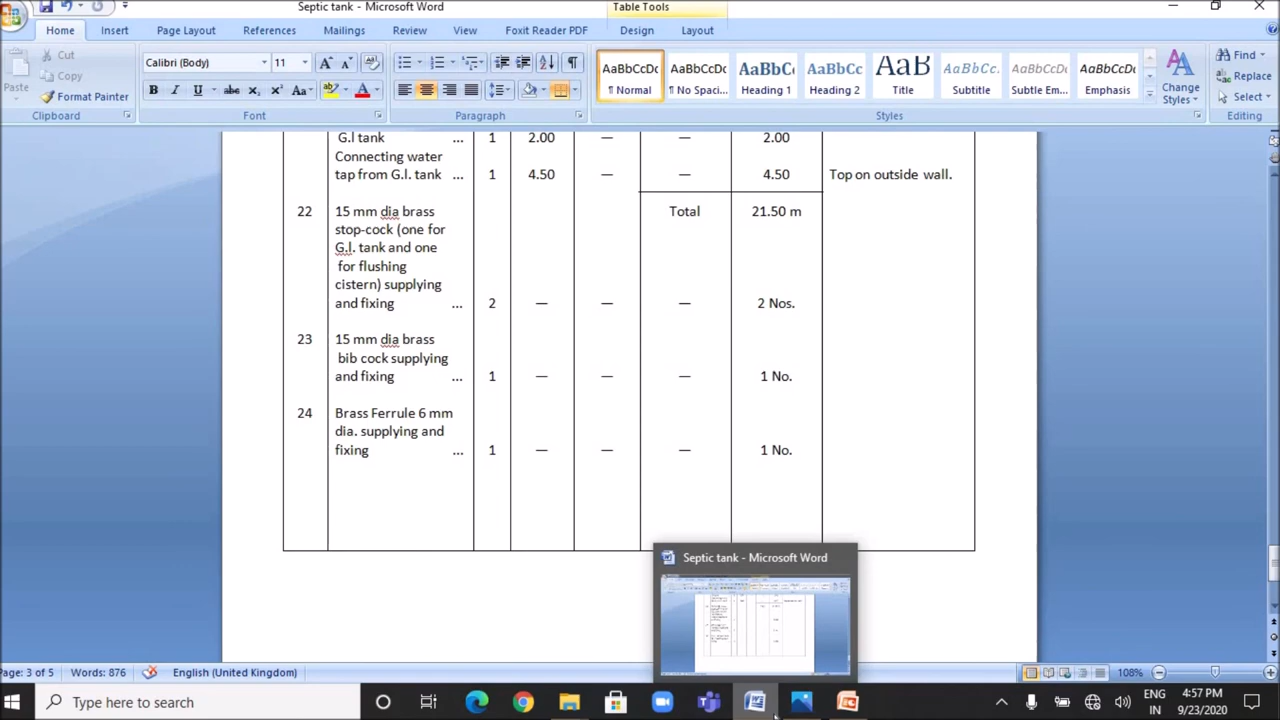 Septic tank - Microsoft Word
Table Tools
Home Insert Page Layout References Mailings Review View Foxit Reader PDF Design Layout
Cut
Copy
Format Painter
Paste
Clipboard
Calibri (Body) 11
Font
Paragraph
AaBbCcDc AaBbCcDc AaBbCc AaBbCc AaB AaBbCc. AaBbCcDc AaBbCcDc
¶ Normal ¶ No Spaci... Heading 1 Heading 2 Title Subtitle Subtle Em... Emphasis
Change Styles
Styles
Find
Replace
Select
Editing
G.l tank ... 1 2.00 — — 2.00
Connecting water
tap from G.l. tank ... 1 4.50 — — 4.50 Top on outside wall.
22 15 mm dia brass Total 21.50 m
stop-cock (one for
G.l. tank and one
for flushing
cistern) supplying
and fixing ... 2 — — — 2 Nos.
23 15 mm dia brass
bib cock supplying
and fixing ... 1 — — — 1 No.
24 Brass Ferrule 6 mm
dia. supplying and
fixing ... 1 — — — 1 No.
Septic tank - Microsoft Word
Page: 3 of 5 Words: 876 English (United Kingdom) 108%
Type here to search
ENG 4:57 PM
IN 9/23/2020